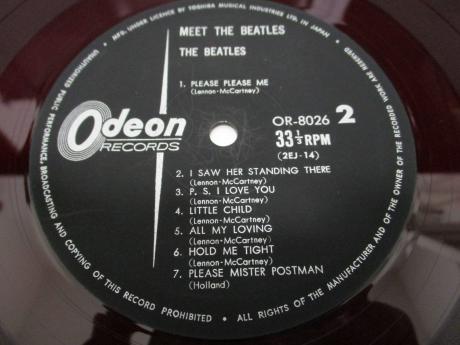 MFD. UNDER LICENCE BY TOSHIBA MUSICAL INDUSTRIES LTD. IN JAPAN •
ALL RIGHTS OF THE MANUFACTURER AND OF THE OWNER OF THE RECORDED WORK ARE RESERVED
UNAUTHORIZED PUBLIC PERFORMANCE, BROADCASTING AND COPYING OF THIS RECORD PROHIBITED •
MEET THE BEATLES
THE BEATLES
1. PLEASE PLEASE ME
(Lennon-McCartney)
Odeon
RECORDS
OR-8026 2
33 1/3 RPM
(2EJ-14)
2. I SAW HER STANDING THERE
(Lennon-McCartney)
3. P. S. I LOVE YOU
(Lennon-McCartney)
4. LITTLE CHILD
(Lennon-McCartney)
5. ALL MY LOVING
(Lennon-McCartney)
6. HOLD ME TIGHT
(Lennon-McCartney)
7. PLEASE MISTER POSTMAN
(Holland)